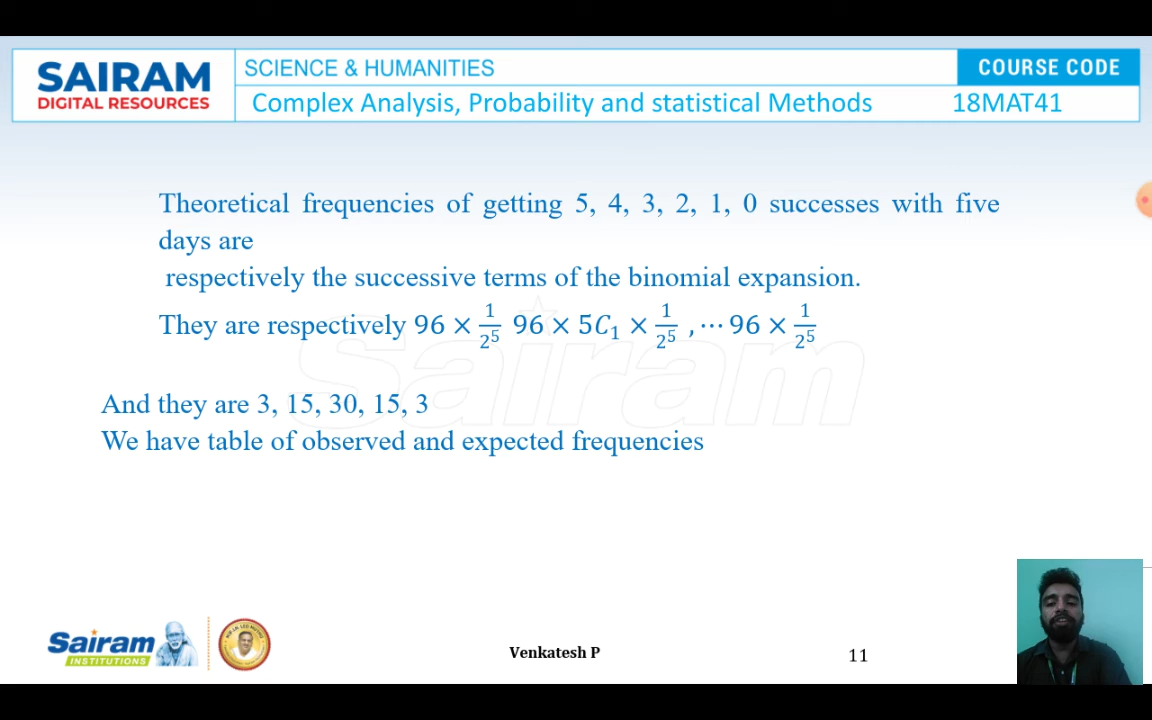 SAIRAM
DIGITAL RESOURCES
SCIENCE & HUMANITIES
COURSE CODE
Complex Analysis, Probability and statistical Methods
18MAT41
Theoretical frequencies of getting 5, 4, 3, 2, 1, 0 successes with five
days are
respectively the successive terms of the binomial expansion.
They are respectively 96 × 1/2⁵ 96 × 5C₁ × 1/2⁵ , ⋯ 96 × 1/2⁵
Sairam
And they are 3, 15, 30, 15, 3
We have table of observed and expected frequencies
Sairam
INSTITUTIONS
Venkatesh P
11